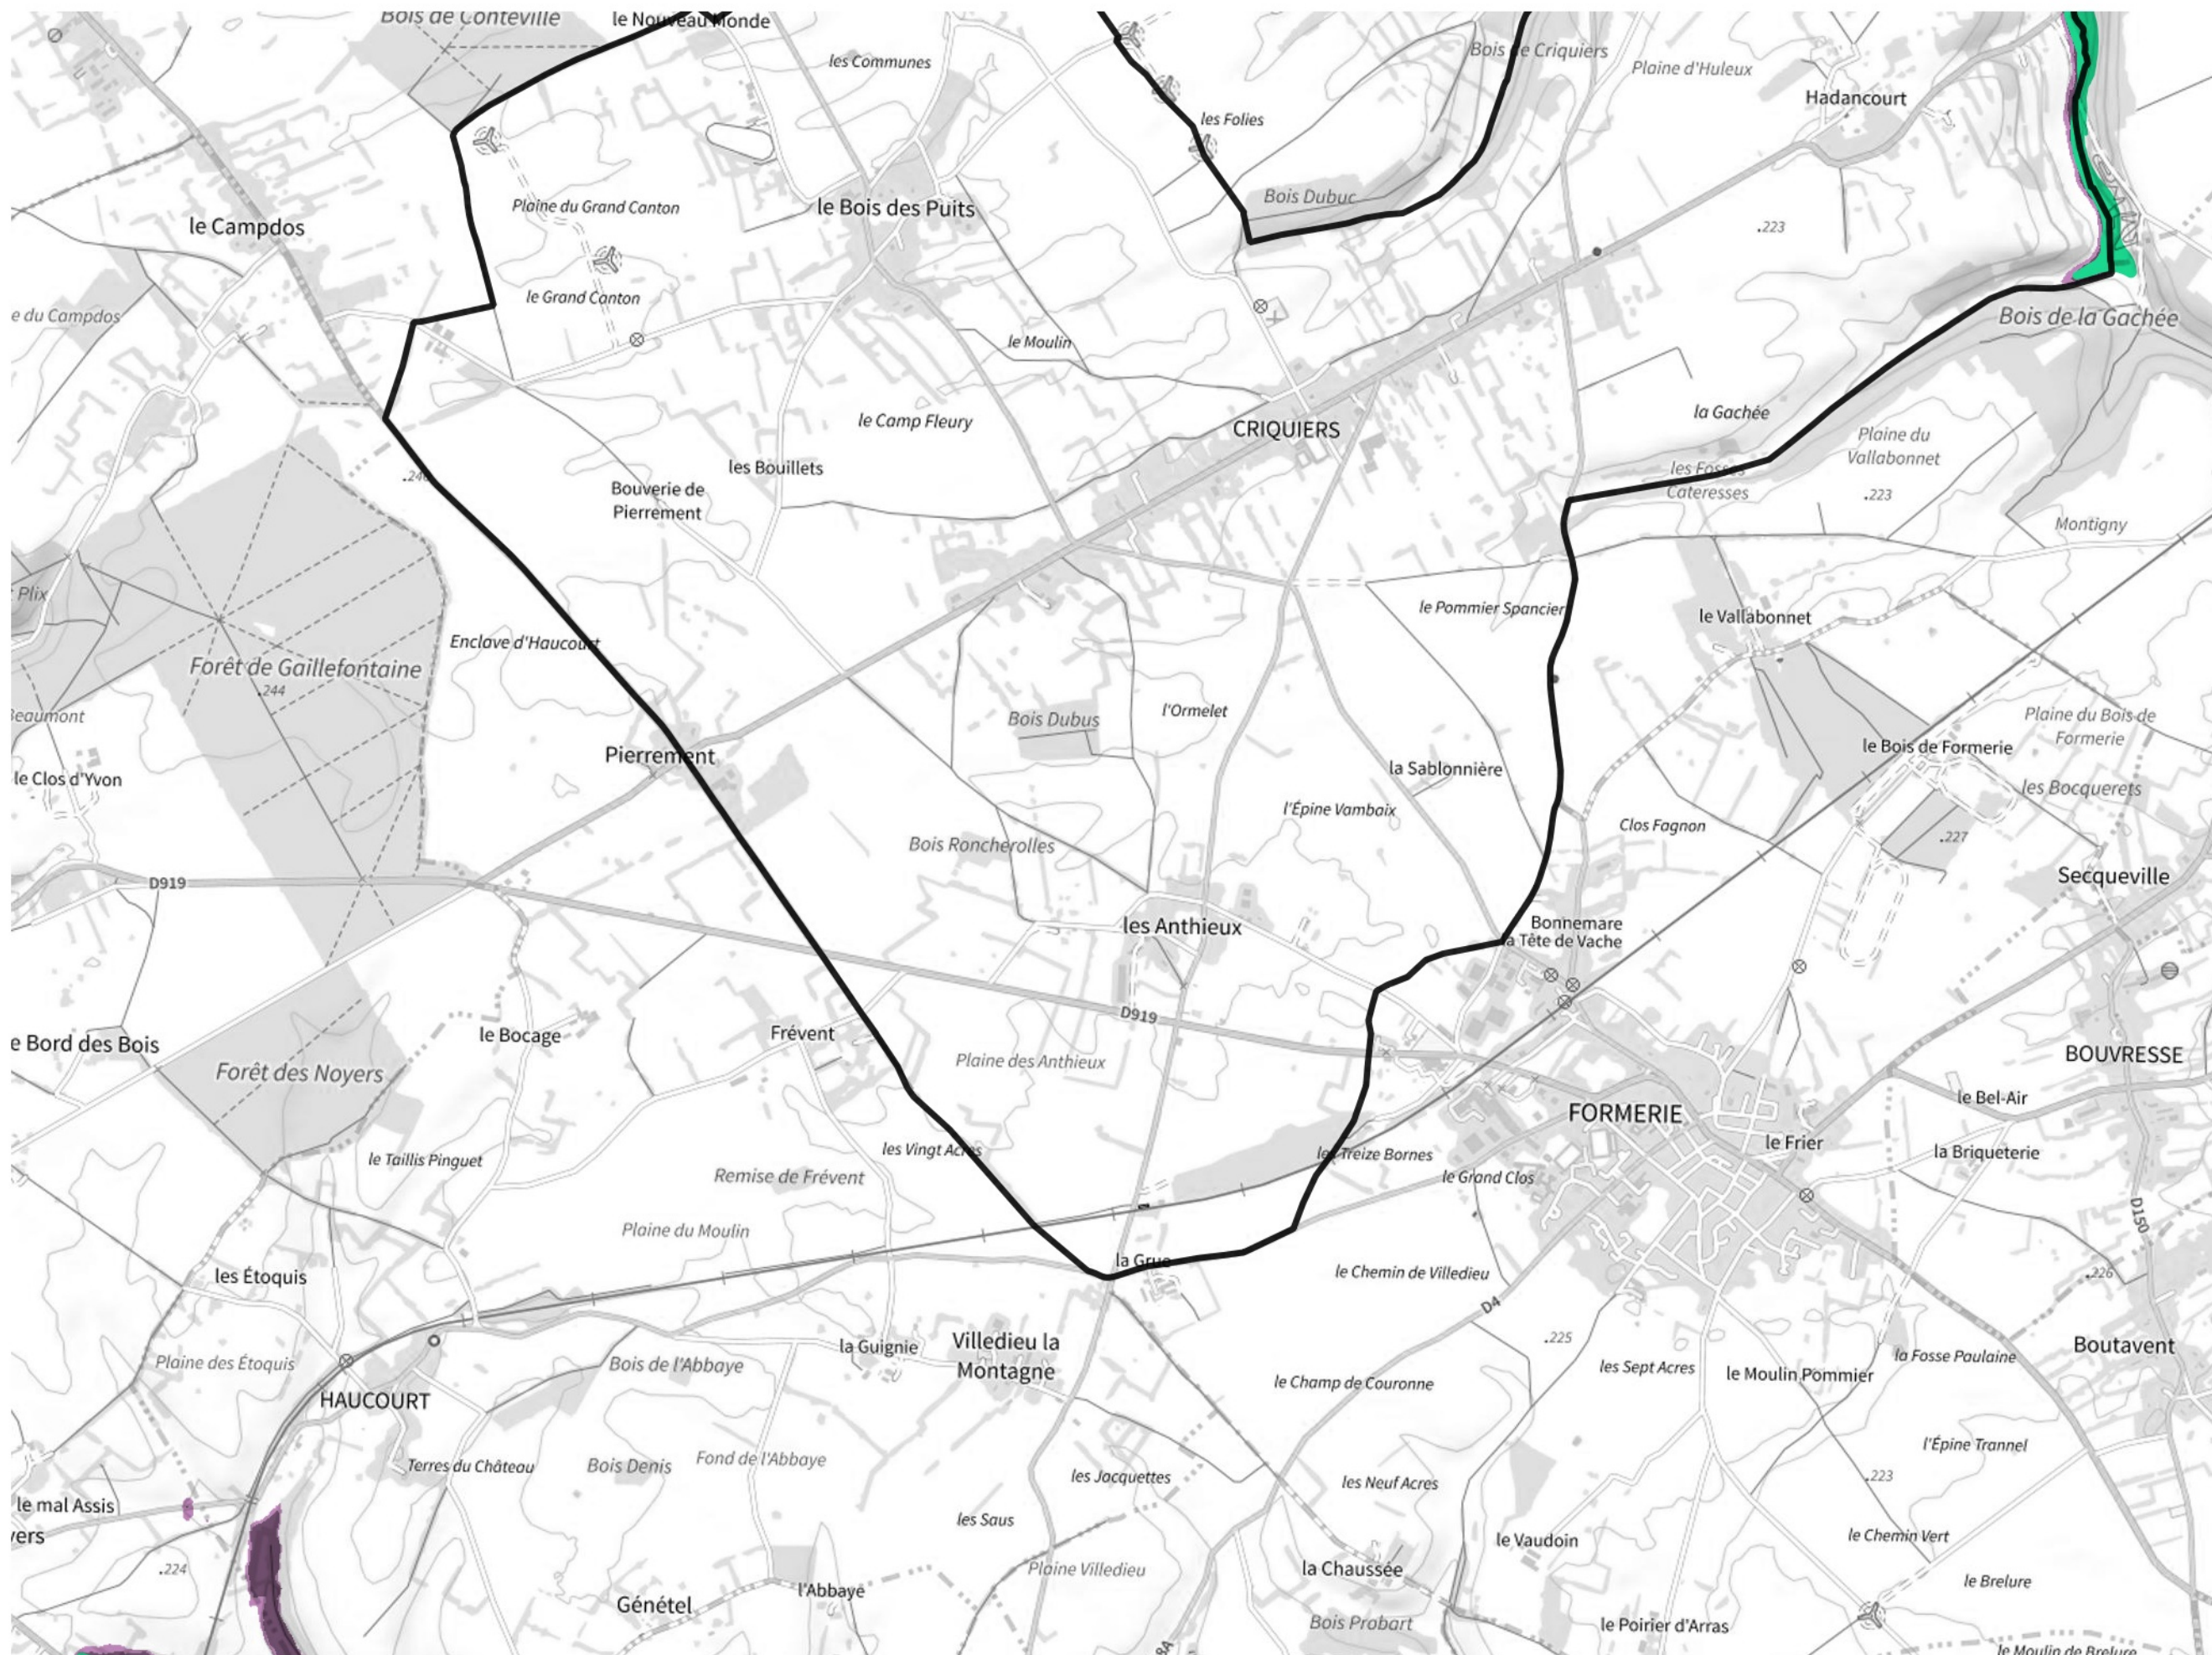 Bois de Conteville
le Nouveau Monde
les Communes
Bois de Criquiers
Plaine d'Huleux
Hadancourt
les Folies
Plaine du Grand Canton
le Bois des Puits
Bois Dubuc
le Campdos
.223
le Grand Canton
e du Campdos
Bois de la Gachée
le Moulin
la Gachée
le Camp Fleury
CRIQUIERS
Plaine du
Vallabonnet
les Bouillets
les Fosses
Cateresses
.240
Bouverie de
Pierrement
.223
Montigny
Plix
le Pommier Spancier
le Vallabonnet
Enclave d'Haucourt
Forêt de Gaillefontaine
.244
Beaumont
Bois Dubus
l'Ormelet
Plaine du Bois de
Formerie
le Bois de Formerie
Pierrement
le Clos d'Yvon
la Sablonnière
les Bocquerets
l'Épine Vambaix
Clos Fagnon
.227
Bois Roncherolles
D919
Secqueville
les Anthieux
Bonnemare
la Tête de Vache
D919
le Bocage
Frévent
e Bord des Bois
Plaine des Anthieux
BOUVRESSE
Forêt des Noyers
FORMERIE
le Bel-Air
le Frier
les Vingt Acres
les Treize Bornes
la Briqueterie
le Taillis Pinguet
Remise de Frévent
le Grand Clos
D150
Plaine du Moulin
la Grue
le Chemin de Villedieu
.226
les Étoquis
D4
.225
la Guignie
Villedieu la
Montagne
Boutavent
la Fosse Paulaine
Plaine des Étoquis
Bois de l'Abbaye
les Sept Acres
le Moulin Pommier
le Champ de Couronne
HAUCOURT
l'Épine Trannel
Terres du Château
Bois Denis
Fond de l'Abbaye
les Jacquettes
les Neuf Acres
.223
le mal Assis
vers
les Saus
le Vaudoin
le Chemin Vert
.224
Plaine Villedieu
la Chaussée
l'Abbaye
le Brelure
Génétel
Bois Probart
le Poirier d'Arras
8A
le Moulin de Brelure